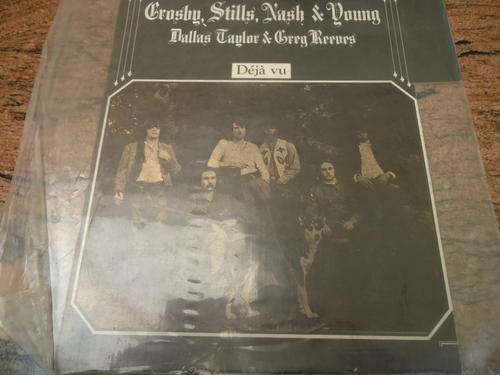 Crosby, Stills, Nash & Young
Dallas Taylor & Greg Reeves
Déjà vu